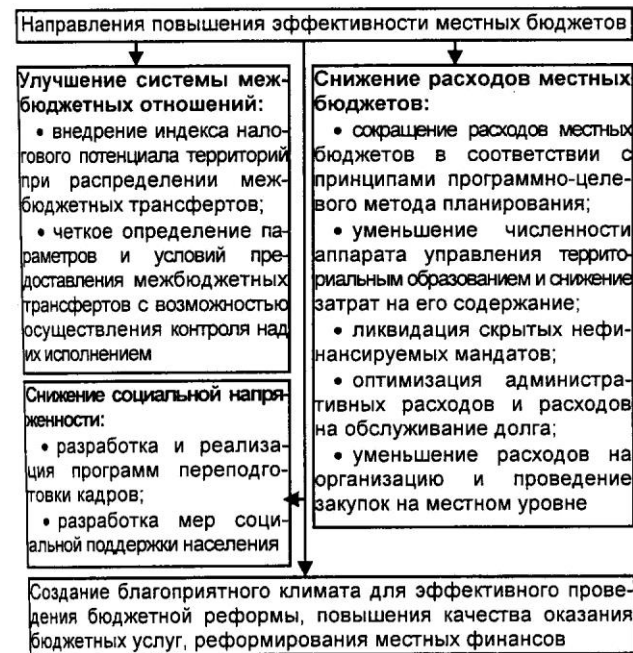 Направления повышения эффективности местных бюджетов
Улучшение системы меж-
бюджетных отношений:
• внедрение индекса нало-
гового потенциала территорий
при распределении меж-
бюджетных трансфертов;
• четкое определение па-
раметров и условий пре-
доставления межбюджетных
трансфертов с возможностью
осуществления контроля над
их исполнением
Снижение социальной напря-
женности:
• разработка и реализа-
ция программ переподго-
товки кадров;
• разработка мер соци-
альной поддержки населения
Снижение расходов местных
бюджетов:
• сокращение расходов местных
бюджетов в соответствии с
принципами программно-целе-
вого метода планирования;
• уменьшение численности
аппарата управления террито-
риальным образованием и снижение
затрат на его содержание;
• ликвидация скрытых нефи-
нансируемых мандатов;
• оптимизация административ-
тивных расходов и расходов
на обслуживание долга;
• уменьшение расходов на
организацию и проведение
закупок на местном уровне
Создание благоприятного климата для эффективного прове-
дения бюджетной реформы, повышения качества оказания
бюджетных услуг, реформирования местных финансов